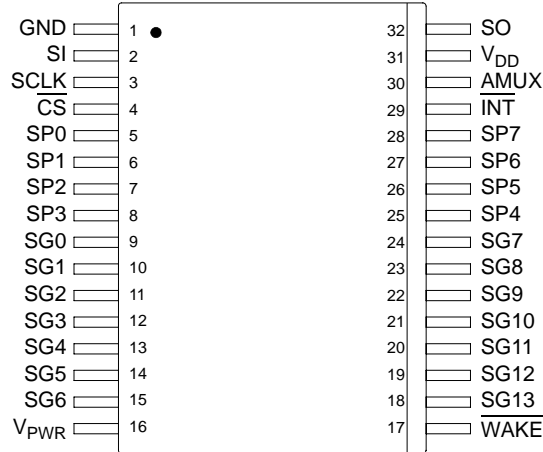 GND 1 32 SO
SI 2 31 VDD
SCLK 3 30 AMUX
CS 4 29 INT
SP0 5 28 SP7
SP1 6 27 SP6
SP2 7 26 SP5
SP3 8 25 SP4
SG0 9 24 SG7
SG1 10 23 SG8
SG2 11 22 SG9
SG3 12 21 SG10
SG4 13 20 SG11
SG5 14 19 SG12
SG6 15 18 SG13
VPWR 16 17 WAKE